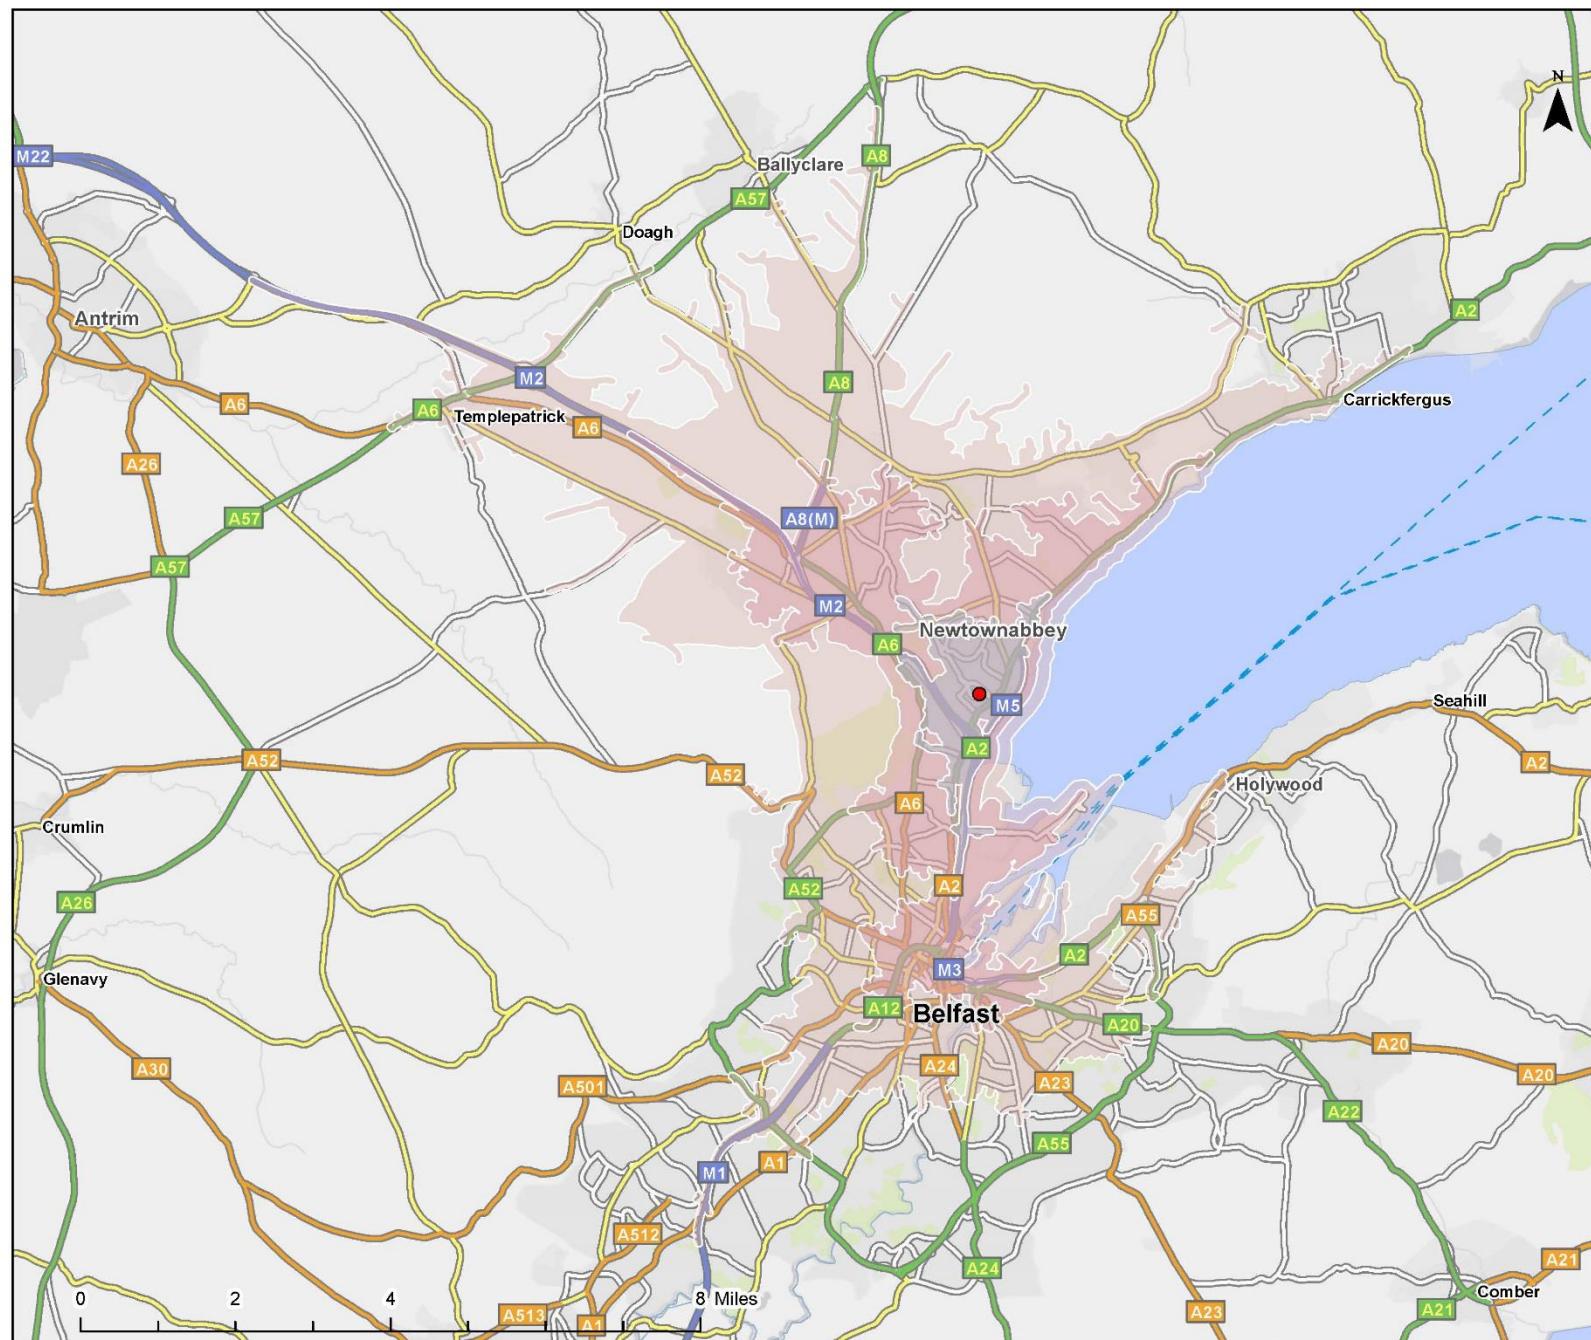 N
M22
A8
Ballyclare
A57
Doagh
A2
Antrim
M2
A8
A6
A6
Templepatrick
A6
Carrickfergus
A26
A57
A8(M)
A57
M2
Newtownabbey
A6
M5
Seahill
A2
A52
A52
A2
Holywood
A6
Crumlin
A52
A2
A26
A55
A2
M3
Glenavy
A12
Belfast
A20
A20
A30
A24
A20
A501
A23
A22
A55
M1
A1
A512
A24
A21
Comber
0 2 4 8 Miles
A513
A1
A23
A21